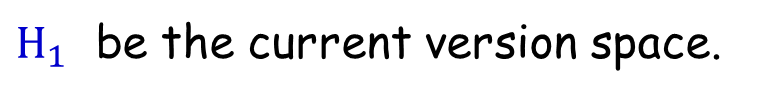 H₁ be the current version space.